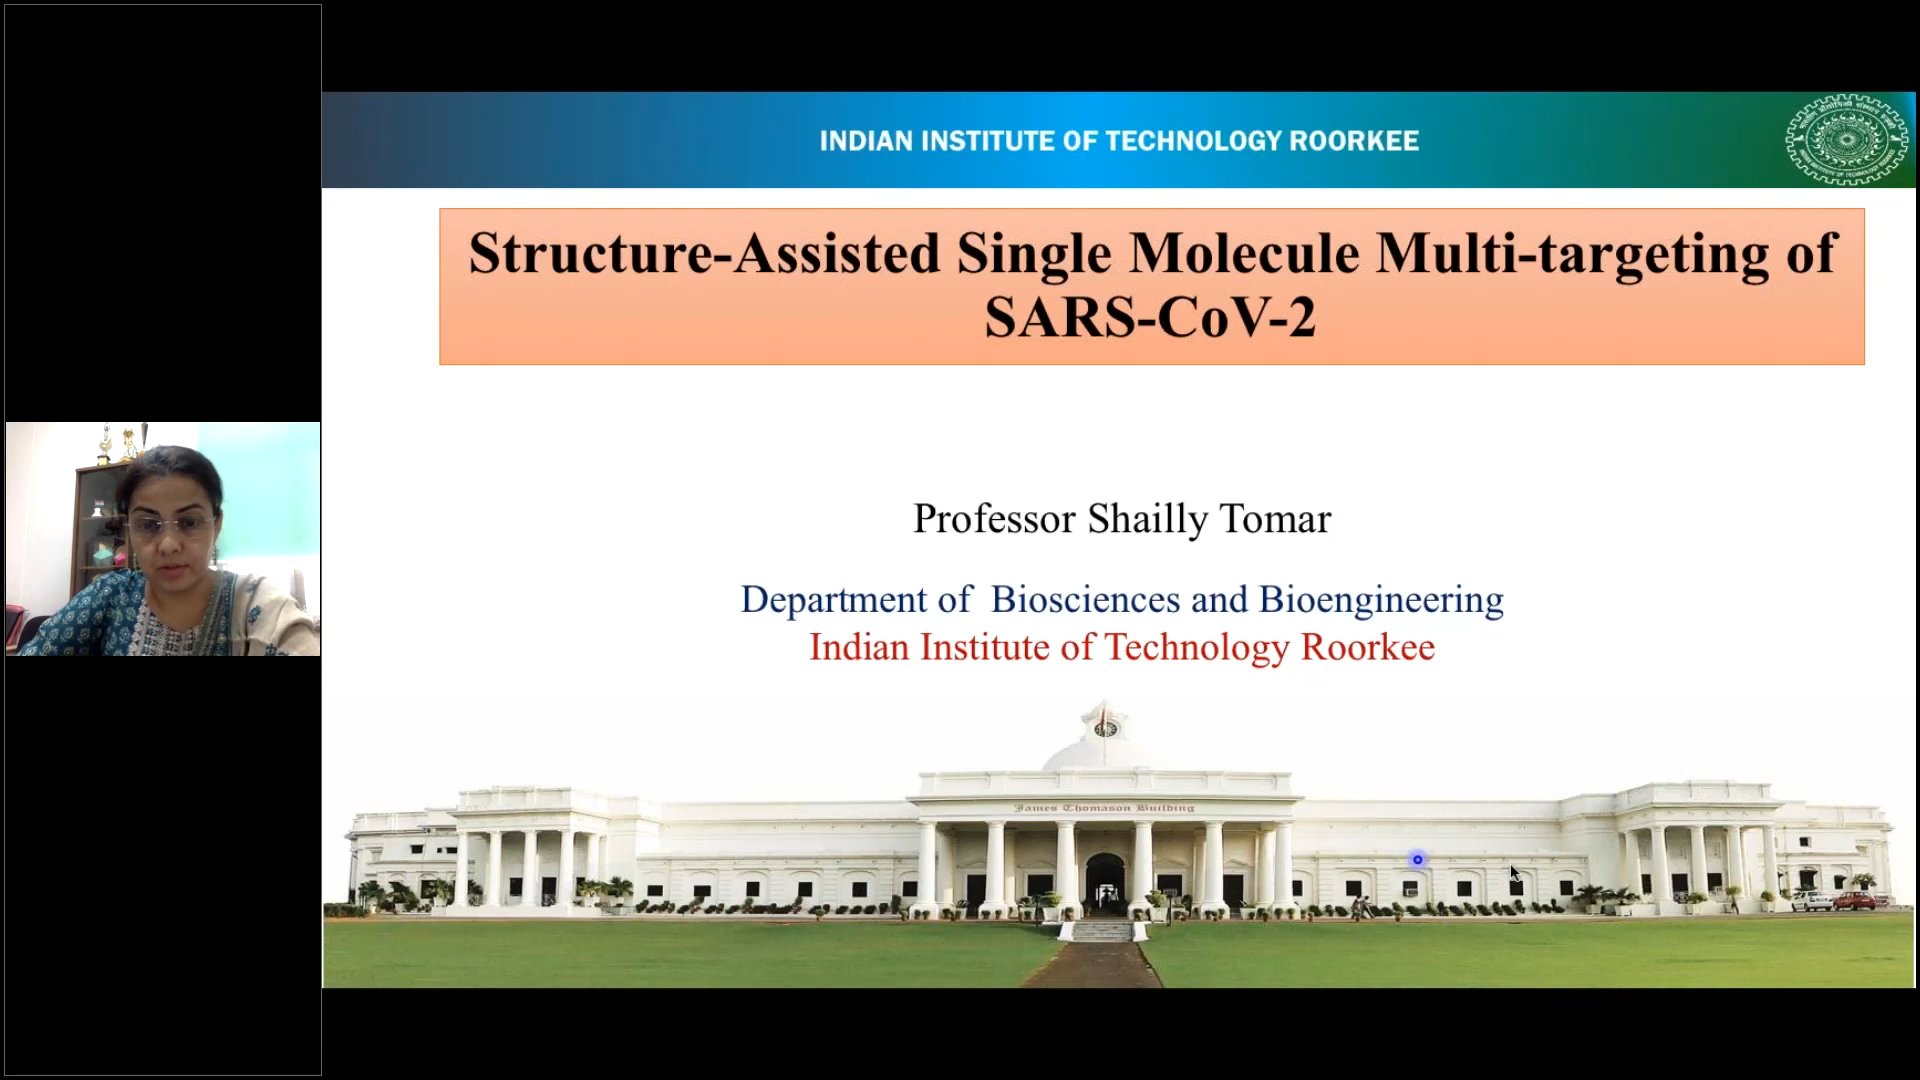 INDIAN INSTITUTE OF TECHNOLOGY ROORKEE
Structure-Assisted Single Molecule Multi-targeting of
SARS-CoV-2
Professor Shailly Tomar
Department of Biosciences and Bioengineering
Indian Institute of Technology Roorkee
James Thomason Building